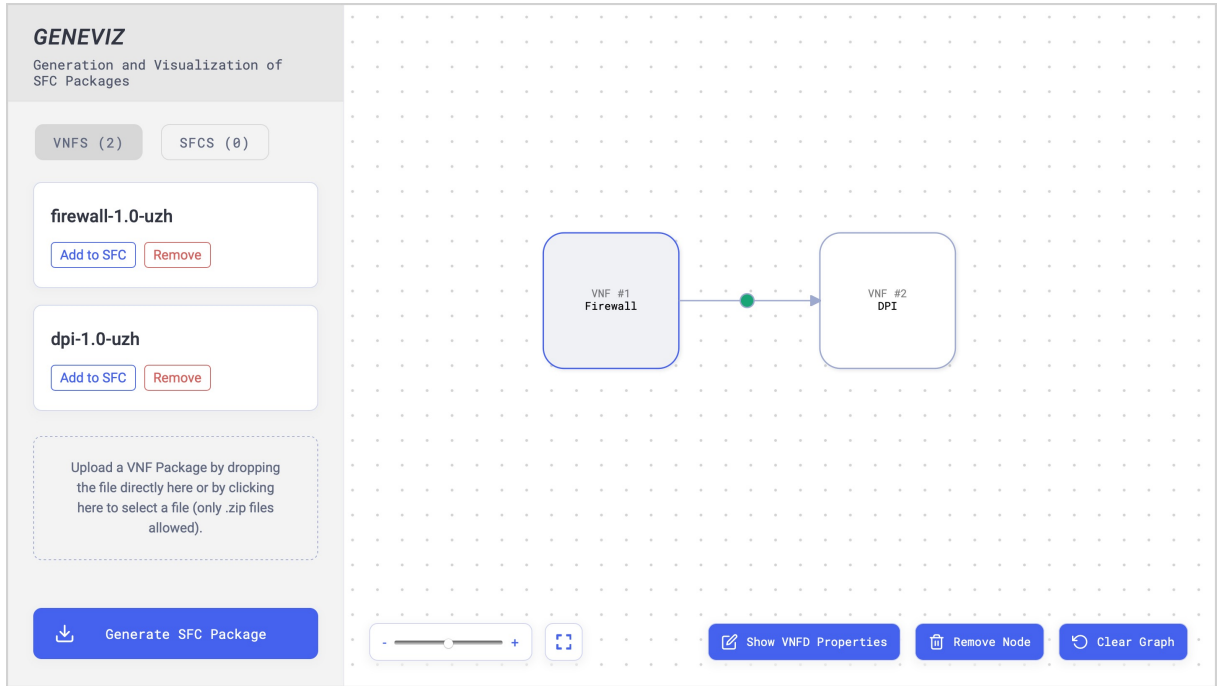 GENEVIZ
Generation and Visualization of
SFC Packages
VNFS (2)
SFCS (0)
firewall-1.0-uzh
Add to SFC
Remove
dpi-1.0-uzh
Add to SFC
Remove
Upload a VNF Package by dropping
the file directly here or by clicking
here to select a file (only .zip files
allowed).
Generate SFC Package
VNF #1
Firewall
VNF #2
DPI
- +
Show VNFD Properties
Remove Node
Clear Graph